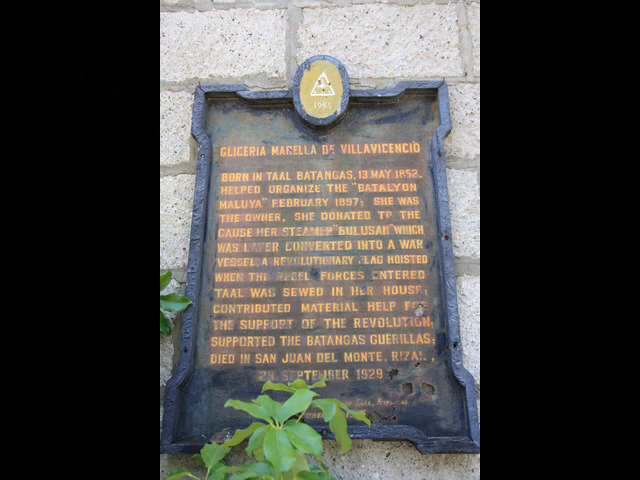 1955
GLICERIA MARELLA DE VILLAVICENCIO
BORN IN TAAL BATANGAS, 13 MAY 1852.
HELPED ORGANIZE THE "BATALYON
MALUYA" FEBRUARY 1897; SHE WAS
THE OWNER, SHE DONATED TO THE
CAUSE HER STEAMER "BULUSAN" WHICH
WAS LATER CONVERTED INTO A WAR
VESSEL, A REVOLUTIONARY FLAG HOISTED
WHEN THE REBEL FORCES ENTERED
TAAL WAS SEWED IN HER HOUSE;
CONTRIBUTED MATERIAL HELP FOR
THE SUPPORT OF THE REVOLUTION;
SUPPORTED THE BATANGAS GUERILLAS;
DIED IN SAN JUAN DEL MONTE, RIZAL,
SEPTEMBER 1929